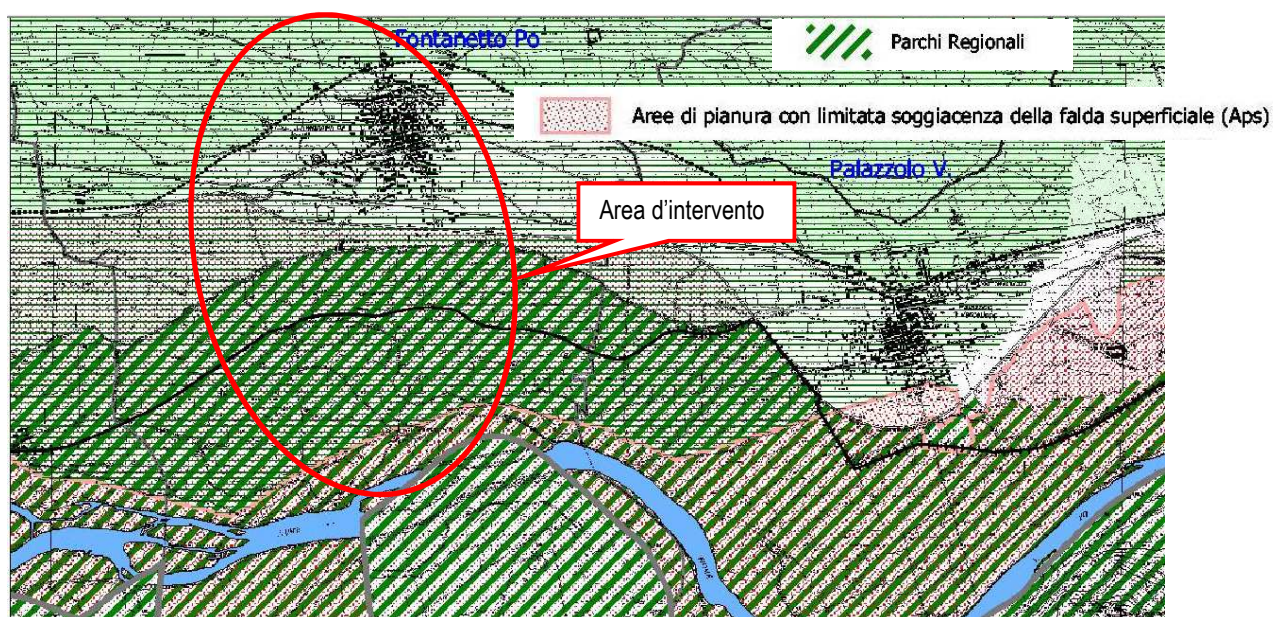 Fontanetto Po
Parchi Regionali
Aree di pianura con limitata soggiacenza della falda superficiale (Aps)
Palazzolo V.
Area d'intervento